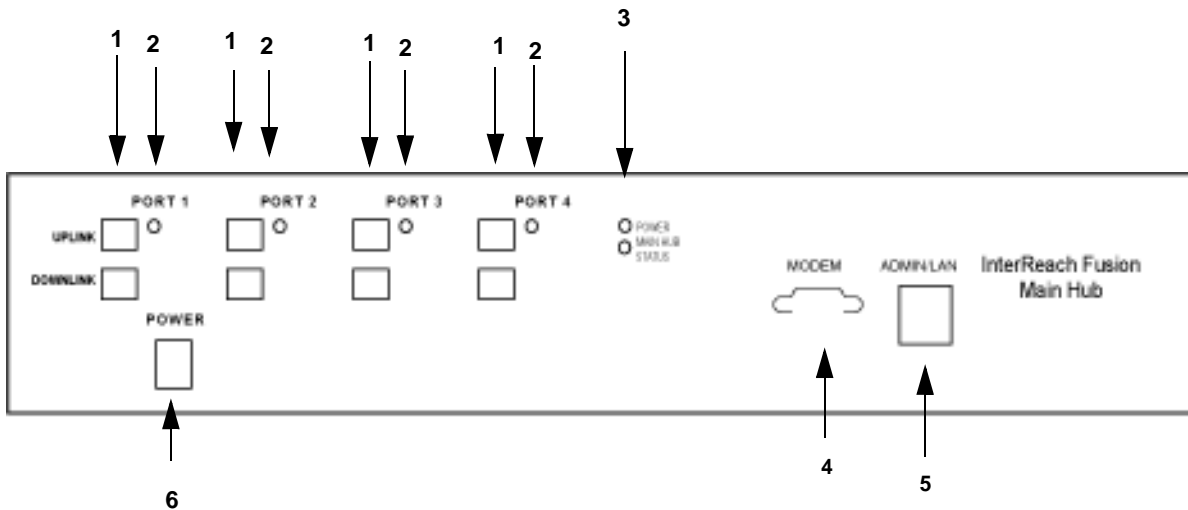 3
1 2 1 2 1 2 1 2
PORT 1 PORT 2 PORT 3 PORT 4
UPLINK
POWER
MAIN HUB
STATUS
DOWNLINK
MODEM ADMIN/LAN InterReach Fusion
Main Hub
POWER
4
5
6